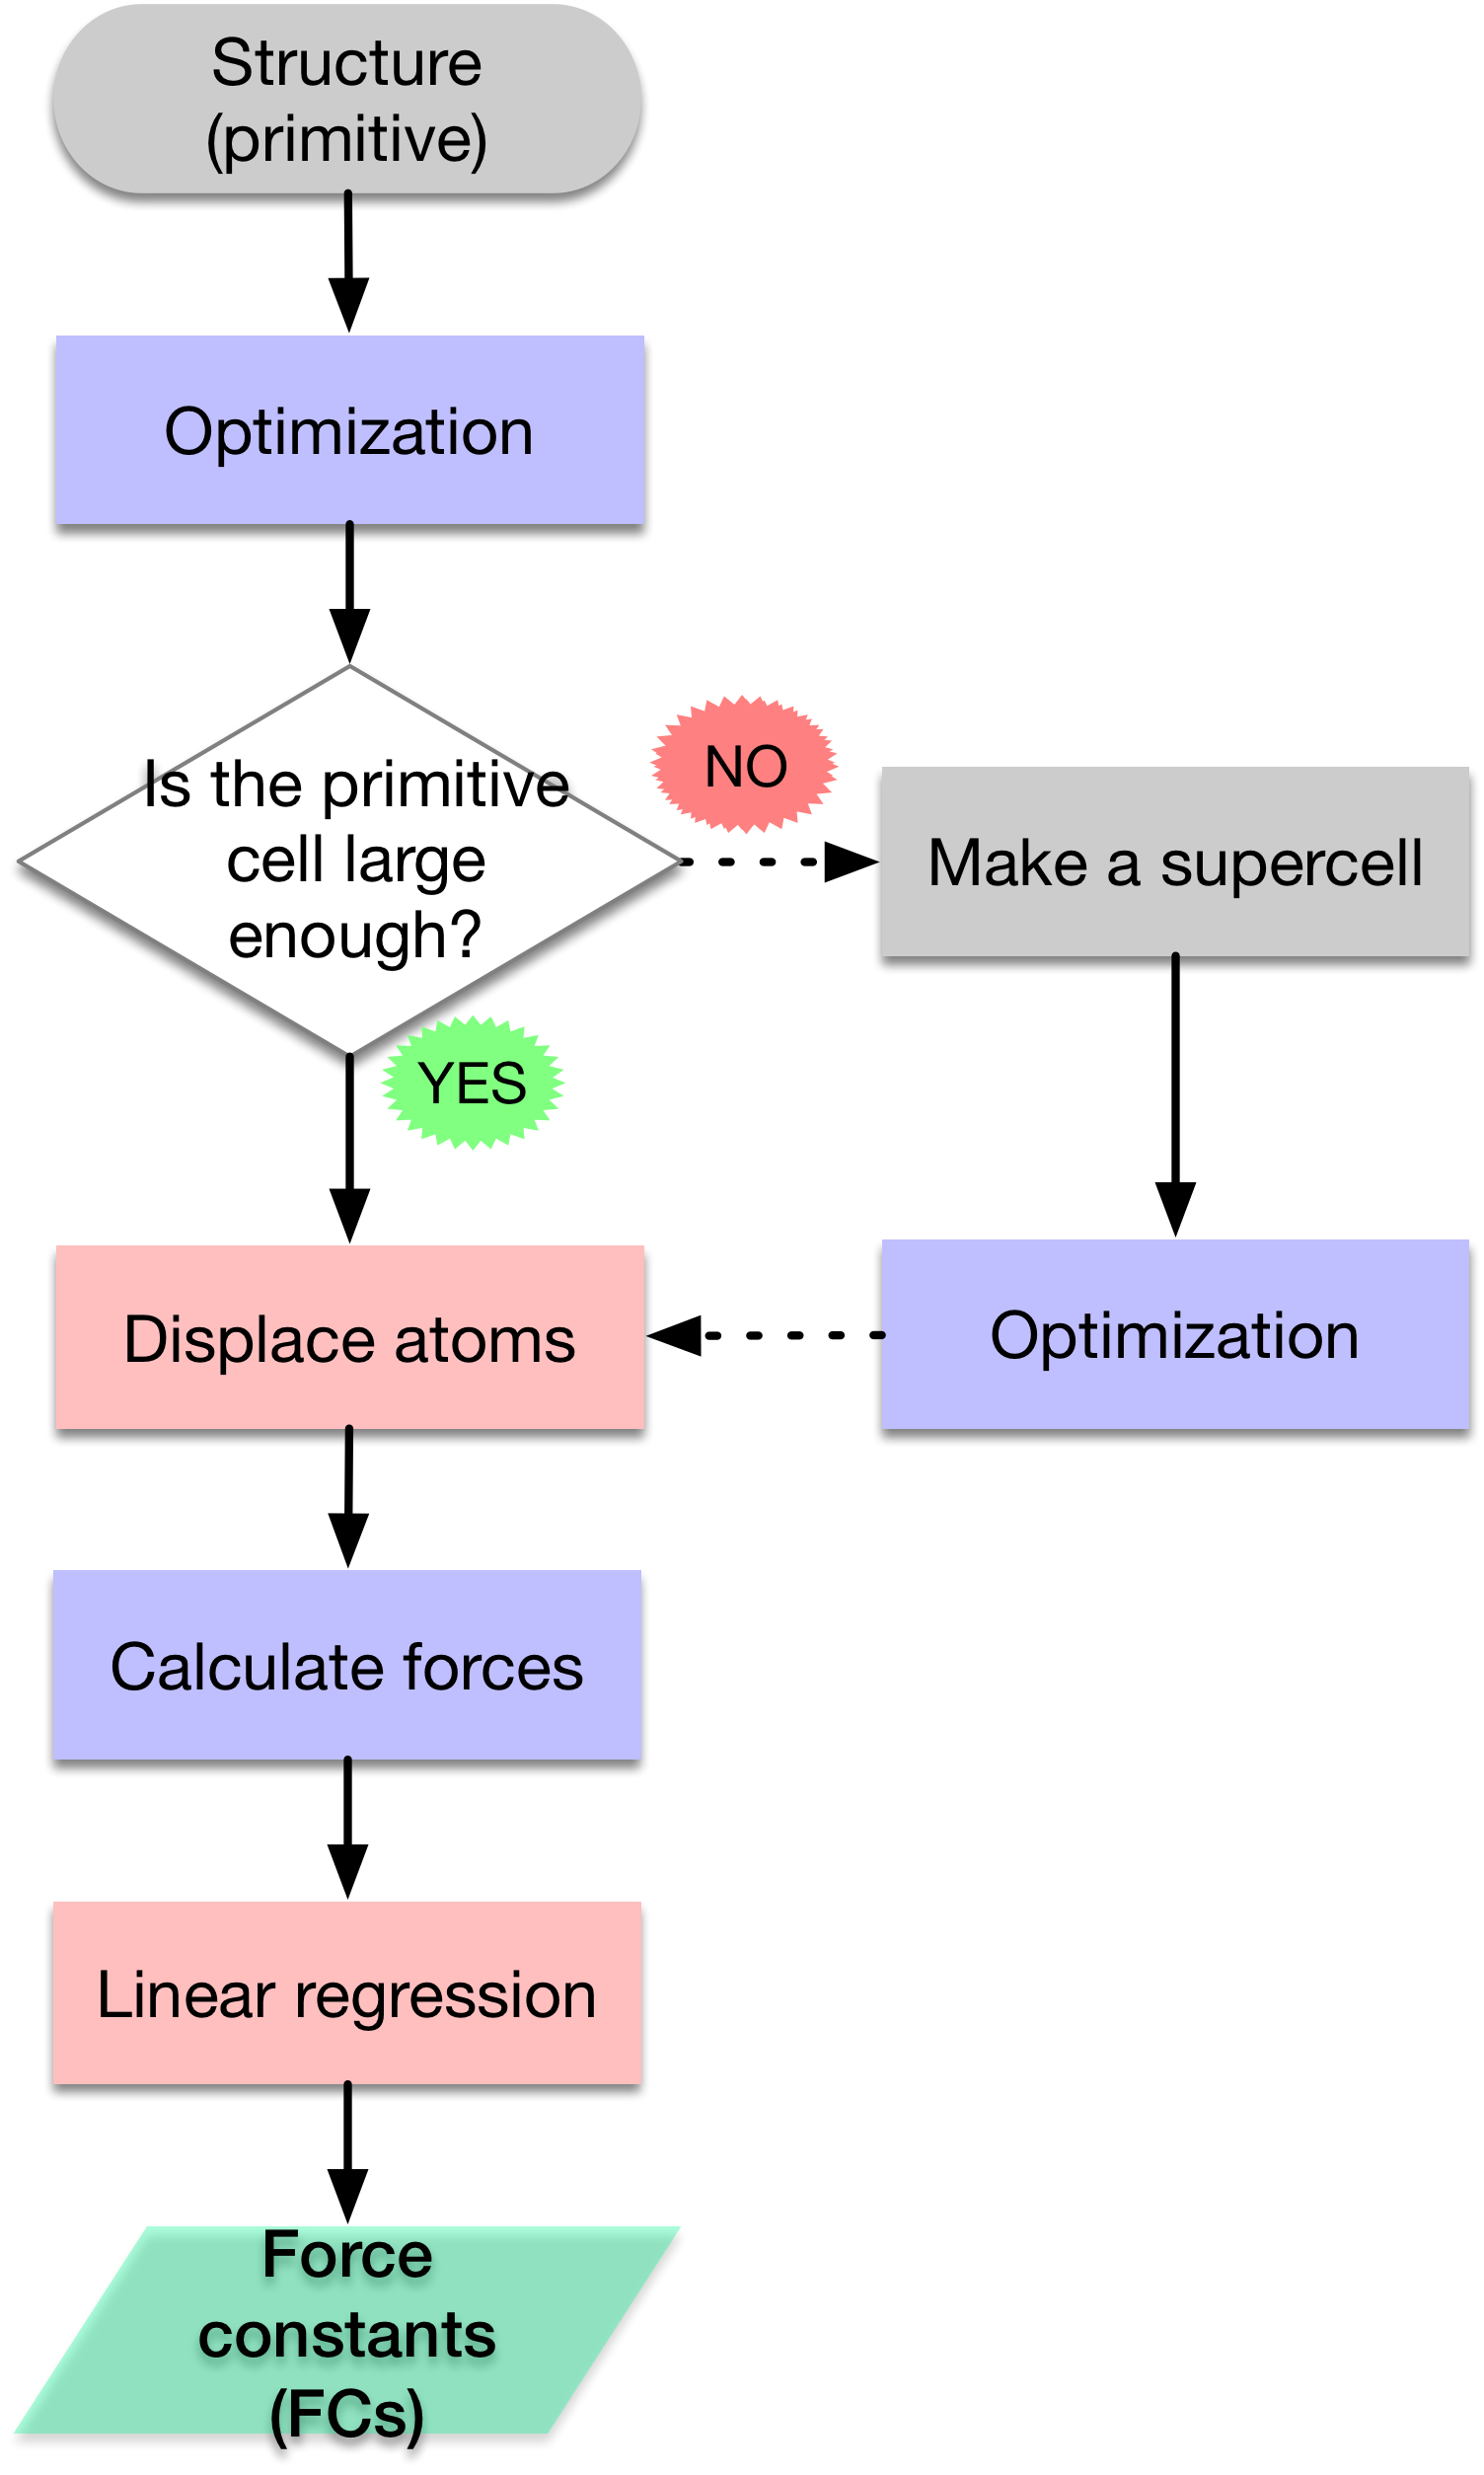 Structure
(primitive)
Optimization
Is the primitive
cell large
enough?
NO
Make a supercell
YES
Displace atoms
Optimization
Calculate forces
Linear regression
Force
constants
(FCs)